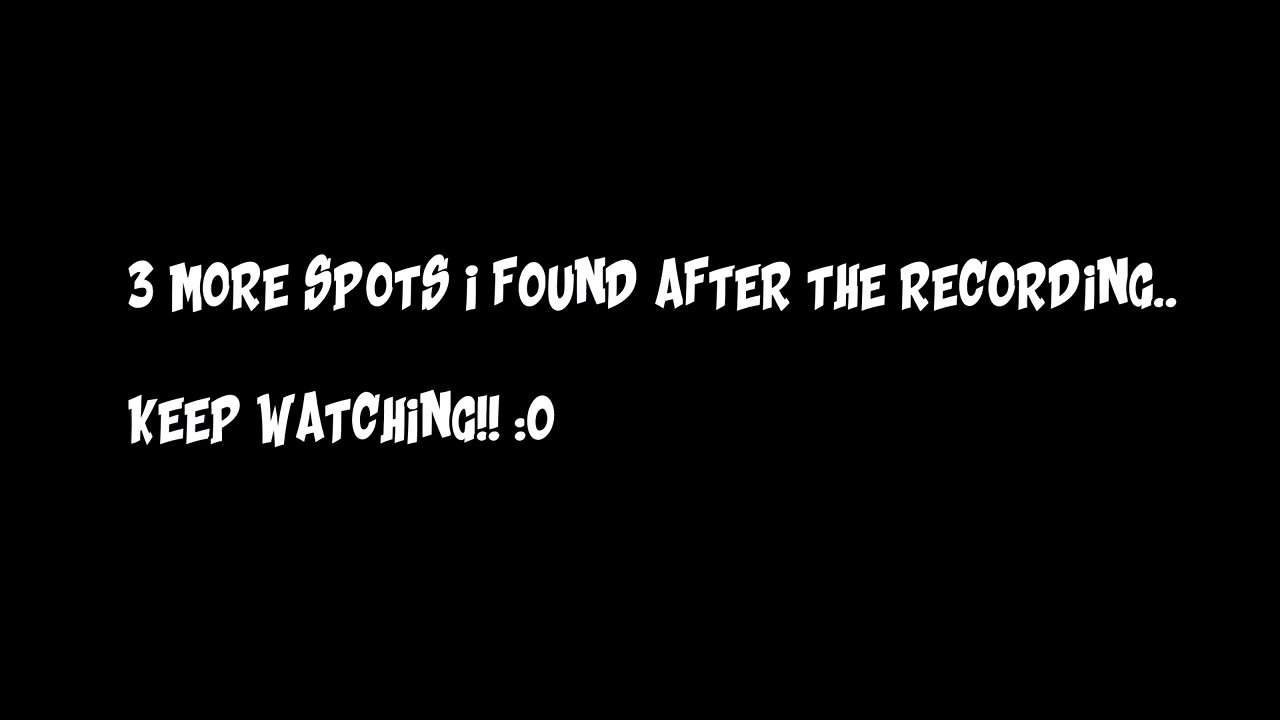 3 MORE SPOTS i FOUND AFTER THE RECORDiNG..
KEEP WATCHiNG!! :O